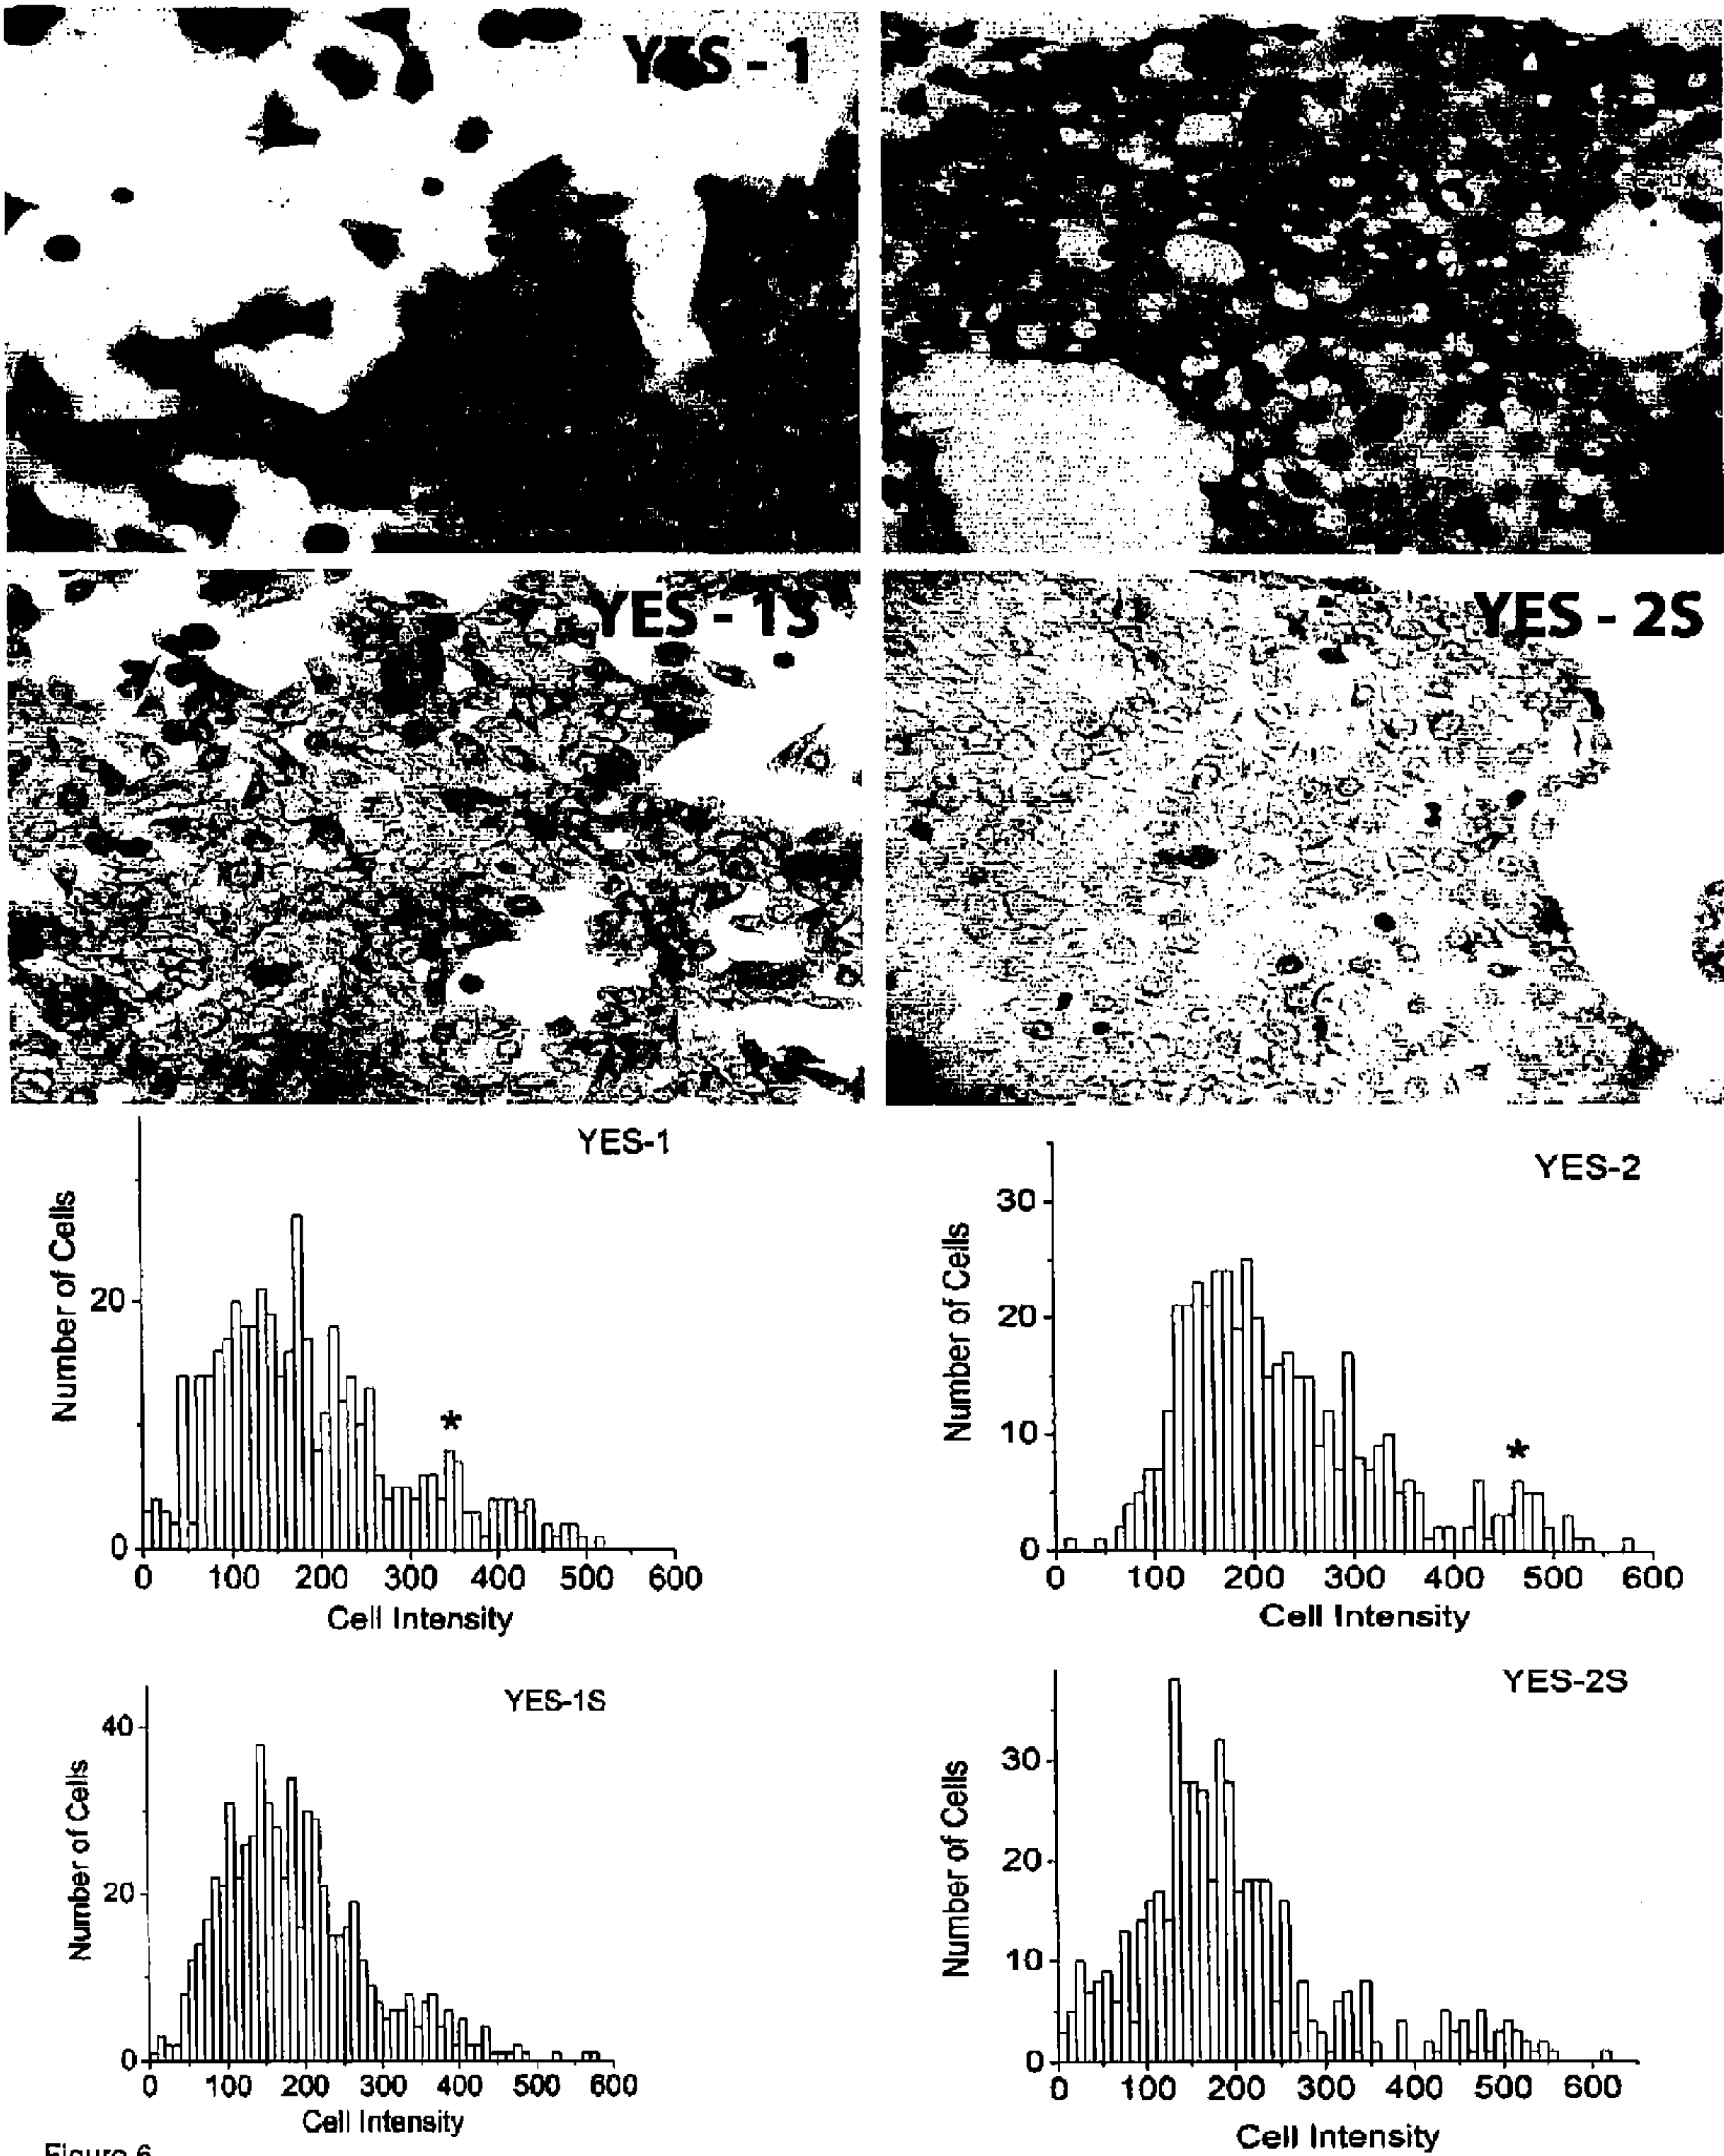 YES - 1
YES - 1S
YES - 2S
YES-1
Number of Cells
20
0
0 100 200 300 400 500 600
Cell Intensity
YES-2
Number of Cells
30
20
10
0
0 100 200 300 400 500 600
Cell Intensity
*
*
YES-1S
Number of Cells
40
20
0
0 100 200 300 400 500 600
Cell Intensity
YES-2S
Number of Cells
30
20
10
0
0 100 200 300 400 500 600
Cell Intensity
Figure 6